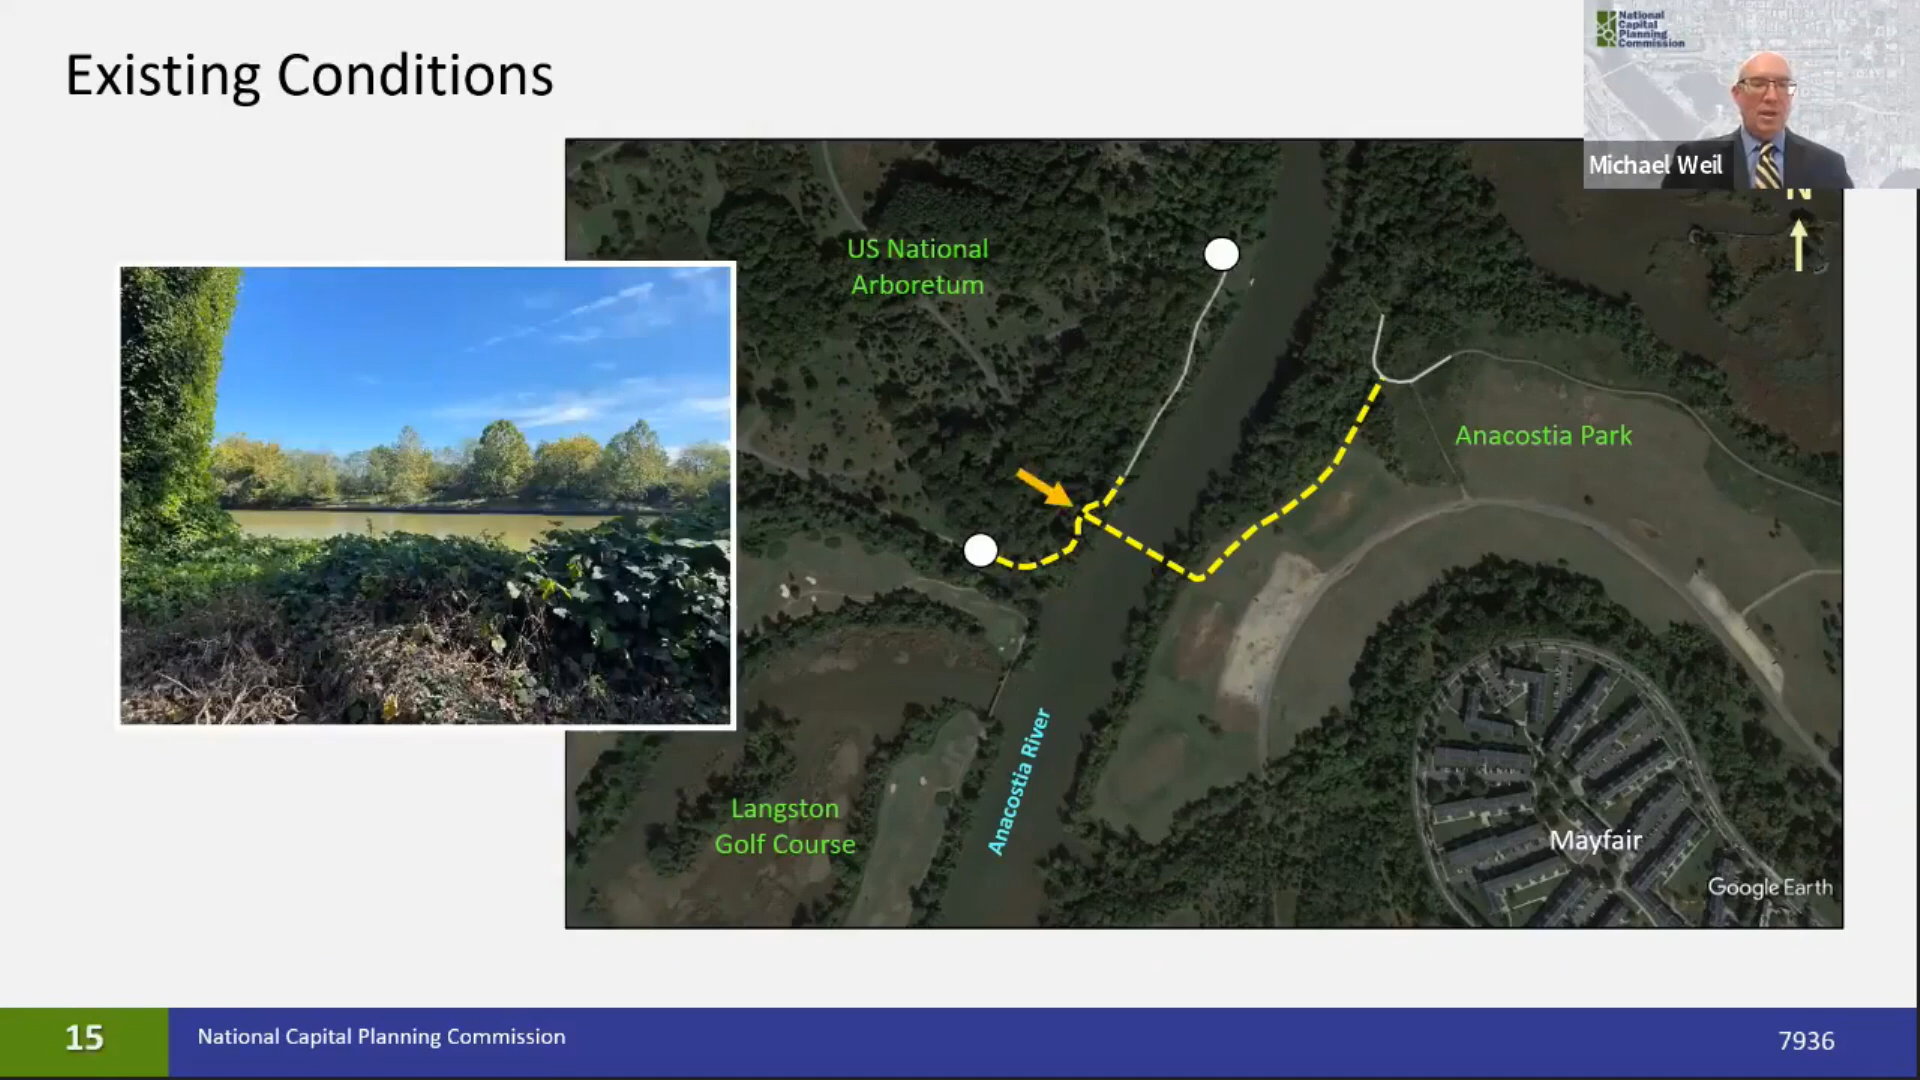 Existing Conditions
National
Capital
Planning
Commission
Michael Weil
N
US National
Arboretum
Anacostia Park
Anacostia River
Langston
Golf Course
Mayfair
Google Earth
15
National Capital Planning Commission
7936